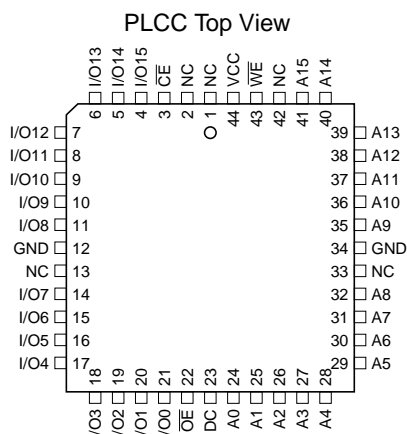 PLCC Top View
I/O13
I/O14
I/O15
CE
NC
NC
VCC
WE
NC
A15
A14
6
5
4
3
2
1
44
43
42
41
40
I/O12 7
I/O11 8
I/O10 9
I/O9 10
I/O8 11
GND 12
NC 13
I/O7 14
I/O6 15
I/O5 16
I/O4 17
39 A13
38 A12
37 A11
36 A10
35 A9
34 GND
33 NC
32 A8
31 A7
30 A6
29 A5
18
19
20
21
22
23
24
25
26
27
28
I/O3
I/O2
I/O1
I/O0
OE
DC
A0
A1
A2
A3
A4